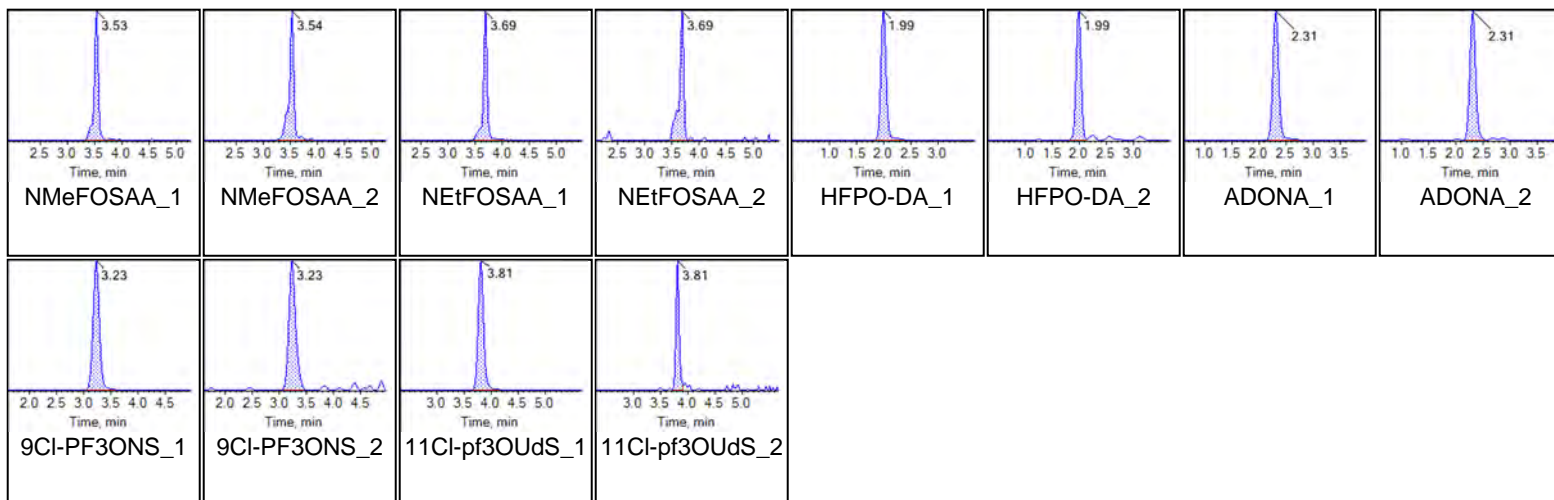 3.53 3.54 3.69 3.69 1.99 1.99 2.31 2.31
2.5 3.0 3.5 4.0 4.5 5.0 2.5 3.0 3.5 4.0 4.5 5.0 2.5 3.0 3.5 4.0 4.5 5.0 2.5 3.0 3.5 4.0 4.5 5.0 1.0 1.5 2.0 2.5 3.0 1.0 1.5 2.0 2.5 3.0 1.0 1.5 2.0 2.5 3.0 3.5 1.0 1.5 2.0 2.5 3.0 3.5
Time, min Time, min Time, min Time, min Time, min Time, min Time, min Time, min
NMeFOSAA_1 NMeFOSAA_2 NEtFOSAA_1 NEtFOSAA_2 HFPO-DA_1 HFPO-DA_2 ADONA_1 ADONA_2
3.23 3.23 3.81 3.81
2.0 2.5 3.0 3.5 4.0 4.5 2.0 2.5 3.0 3.5 4.0 4.5 3.0 3.5 4.0 4.5 5.0 3.0 3.5 4.0 4.5 5.0
Time, min Time, min Time, min Time, min
9Cl-PF3ONS_1 9Cl-PF3ONS_2 11Cl-pf3OUdS_1 11Cl-pf3OUdS_2